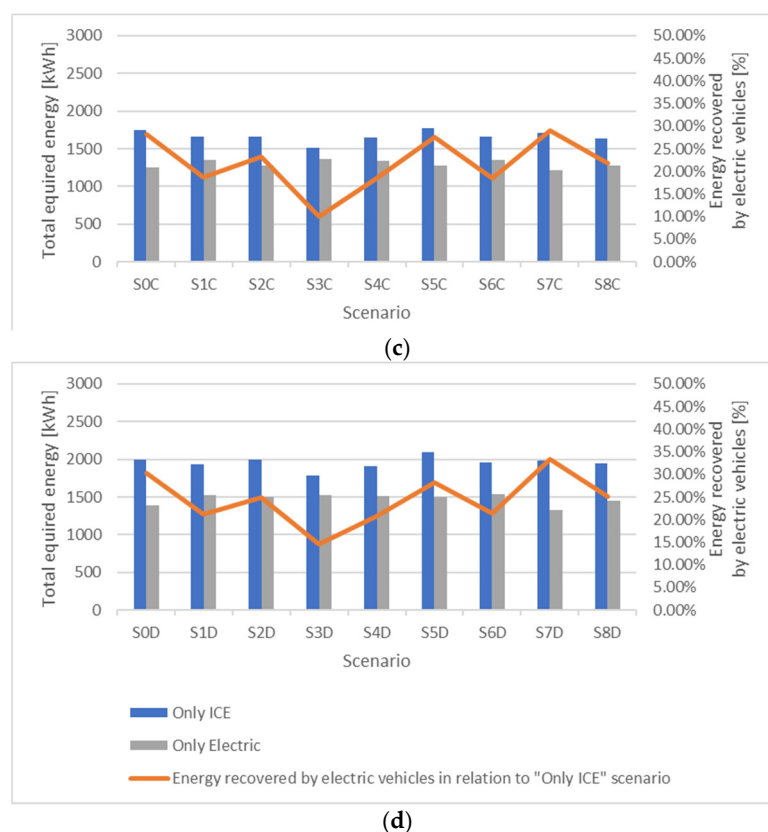 Total equired energy [kWh]
3000
2500
2000
1500
1000
500
0
50.00%
45.00%
40.00%
35.00%
30.00%
25.00%
20.00%
15.00%
10.00%
5.00%
0.00%
Energy recovered
by electric vehicles [%]
S0C S1C S2C S3C S4C S5C S6C S7C S8C
Scenario
(c)
Total equired energy [kWh]
3000
2500
2000
1500
1000
500
0
50.00%
45.00%
40.00%
35.00%
30.00%
25.00%
20.00%
15.00%
10.00%
5.00%
0.00%
Energy recovered
by electric vehicles [%]
S0D S1D S2D S3D S4D S5D S6D S7D S8D
Scenario
Only ICE
Only Electric
Energy recovered by electric vehicles in relation to "Only ICE" scenario
(d)